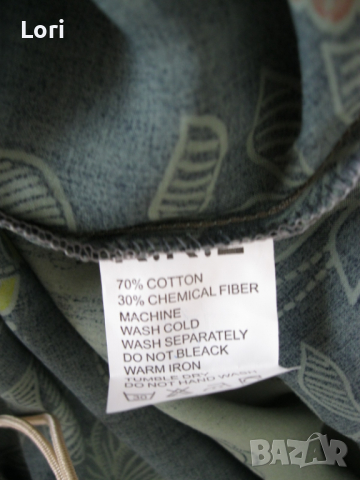 Lori
70% COTTON
30% CHEMICAL FIBER
MACHINE
WASH COLD
WASH SEPARATELY
DO NOT.BLEACK
WARM IRON
TUMBLE DRY
DO NOT HAND WASH
30
BAZAR